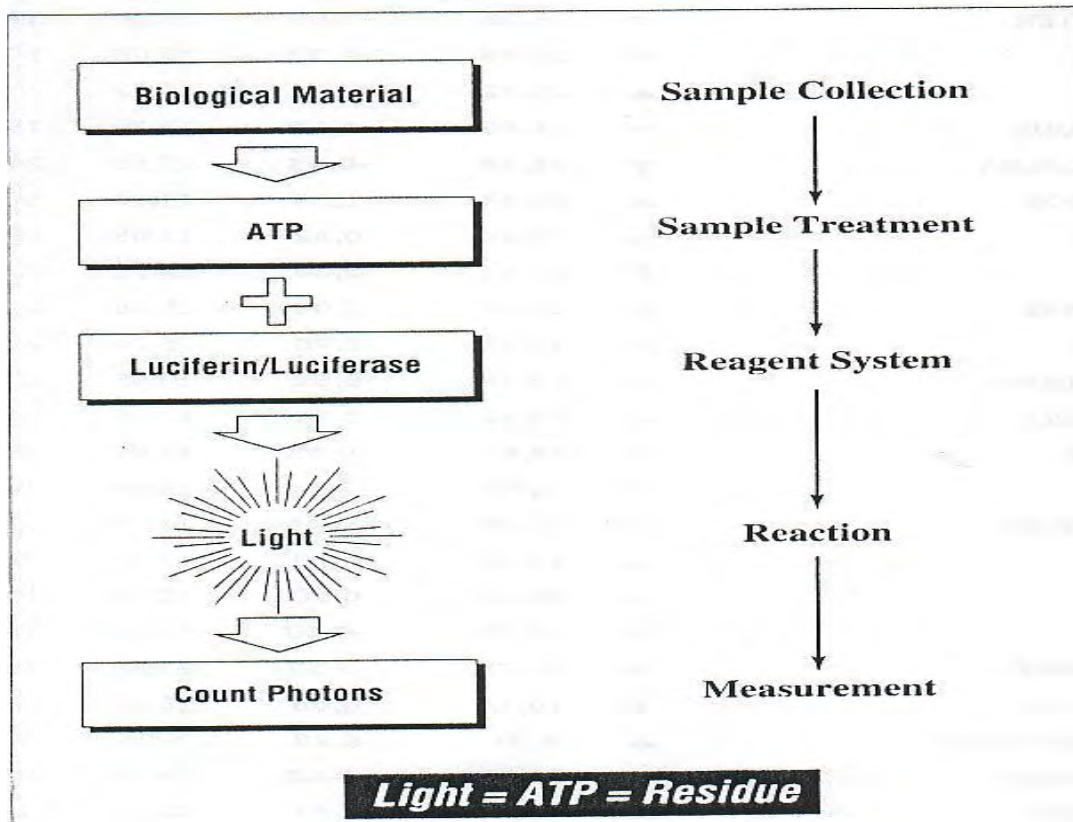 Biological Material
Sample Collection
ATP
Sample Treatment
Luciferin/Luciferase
Reagent System
Light
Reaction
Count Photons
Measurement
Light = ATP = Residue